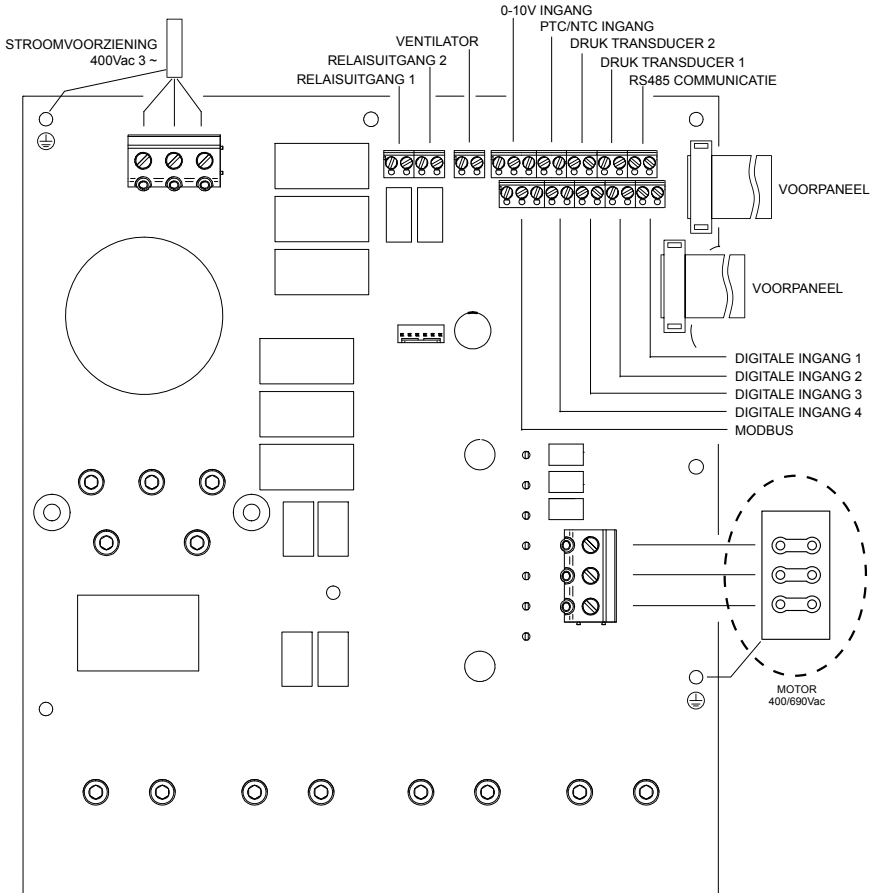 0-10V INGANG
PTC/NTC INGANG
STROOMVOORZIENING
400Vac 3 ~
VENTILATOR
DRUK TRANSDUCER 2
RELAISUITGANG 2
DRUK TRANSDUCER 1
RELAISUITGANG 1
RS485 COMMUNICATIE
VOORPANEEL
VOORPANEEL
DIGITALE INGANG 1
DIGITALE INGANG 2
DIGITALE INGANG 3
DIGITALE INGANG 4
MODBUS
MOTOR
400/690Vac